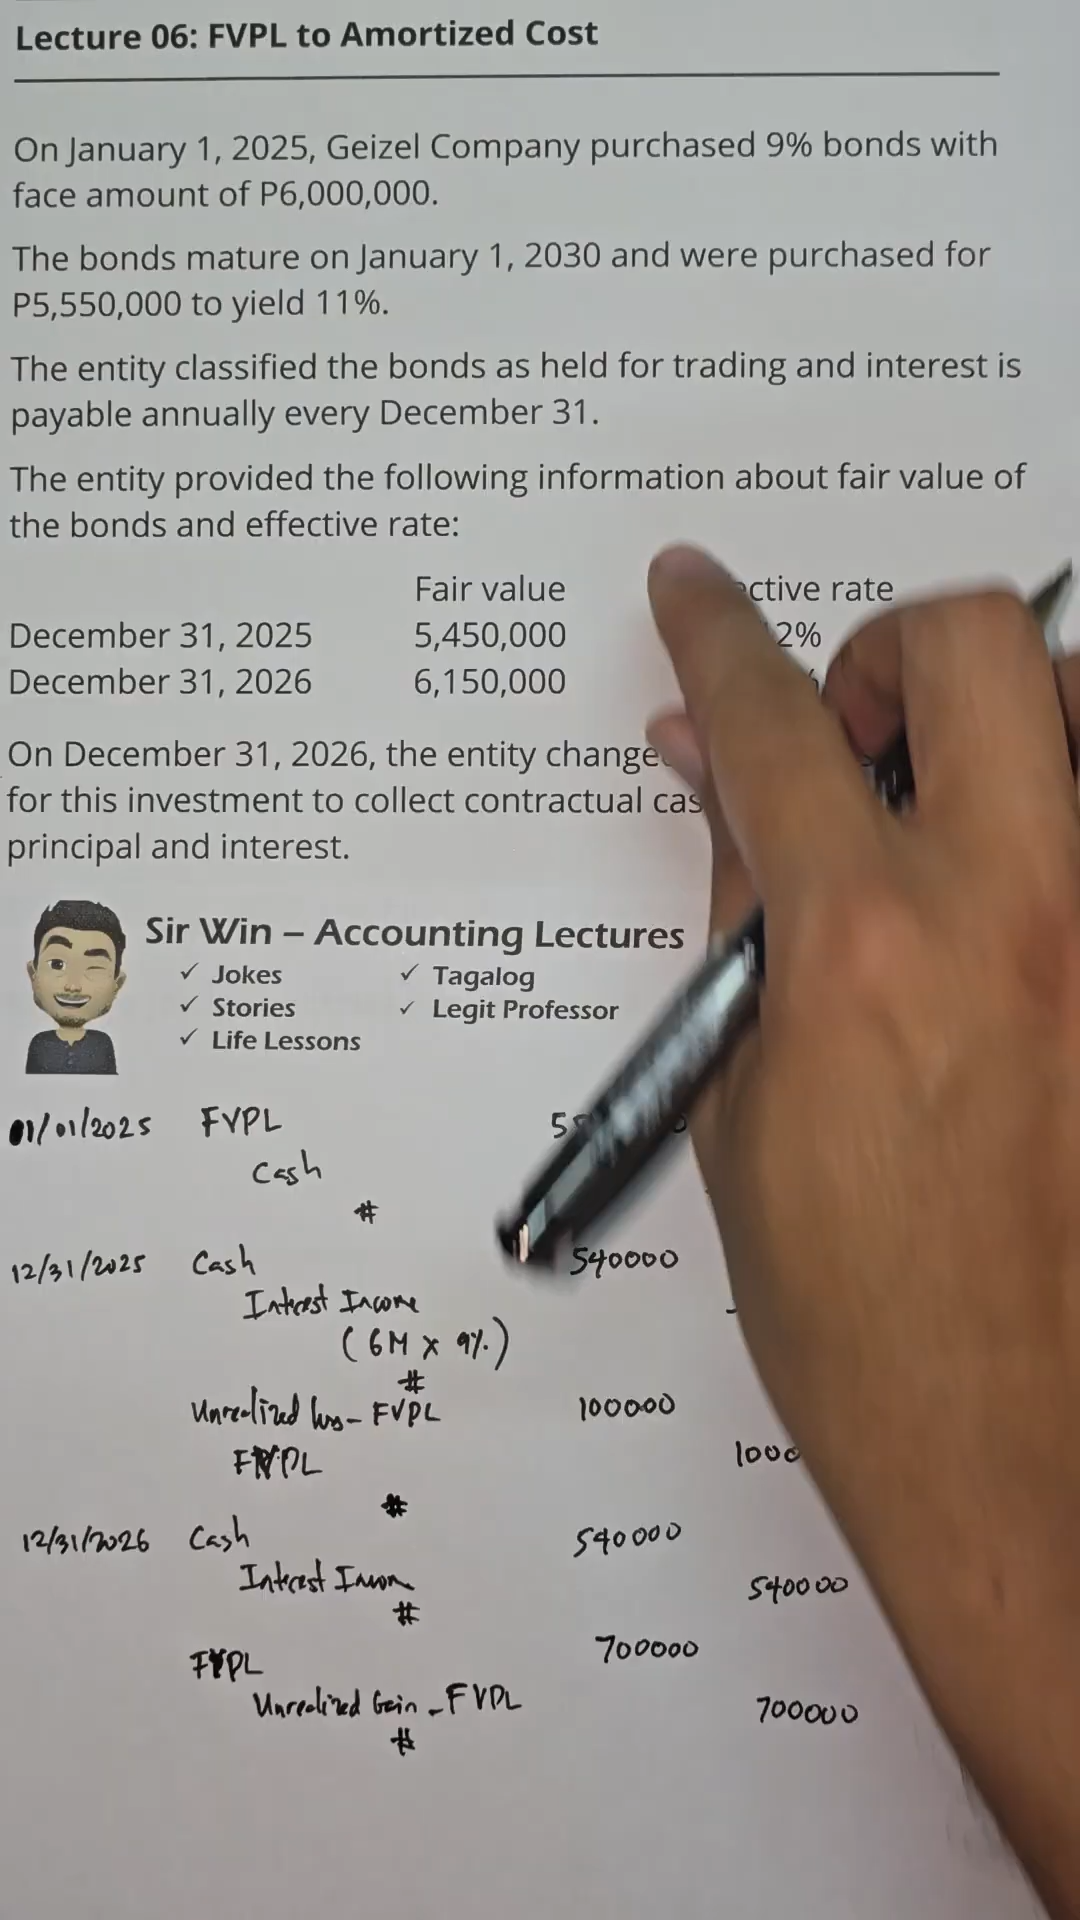 Lecture 06: FVPL to Amortized Cost
On January 1, 2025, Geizel Company purchased 9% bonds with
face amount of P6,000,000.
The bonds mature on January 1, 2030 and were purchased for
P5,550,000 to yield 11%.
The entity classified the bonds as held for trading and interest is
payable annually every December 31.
The entity provided the following information about fair value of
the bonds and effective rate:
Fair value rate
December 31, 2025 5,450,000
December 31, 2026 6,150,000
On December 31, 2026, the entity
for this investment to collect contractual
principal and interest.
Sir Win – Accounting Lectures
✓ Jokes ✓ Tagalog
✓ Stories ✓ Legit Professor
✓ Life Lessons
01/01/2025 FVPL
Cash
#
12/31/2025 Cash 540000
Interest Income
(6M x 9%)
#
Unrealized loss - FVPL 100000
FVPL
#
12/31/2026 Cash 540000
Interest Income 540000
#
FVPL 700000
Unrealized Gain - FVPL 700000
#